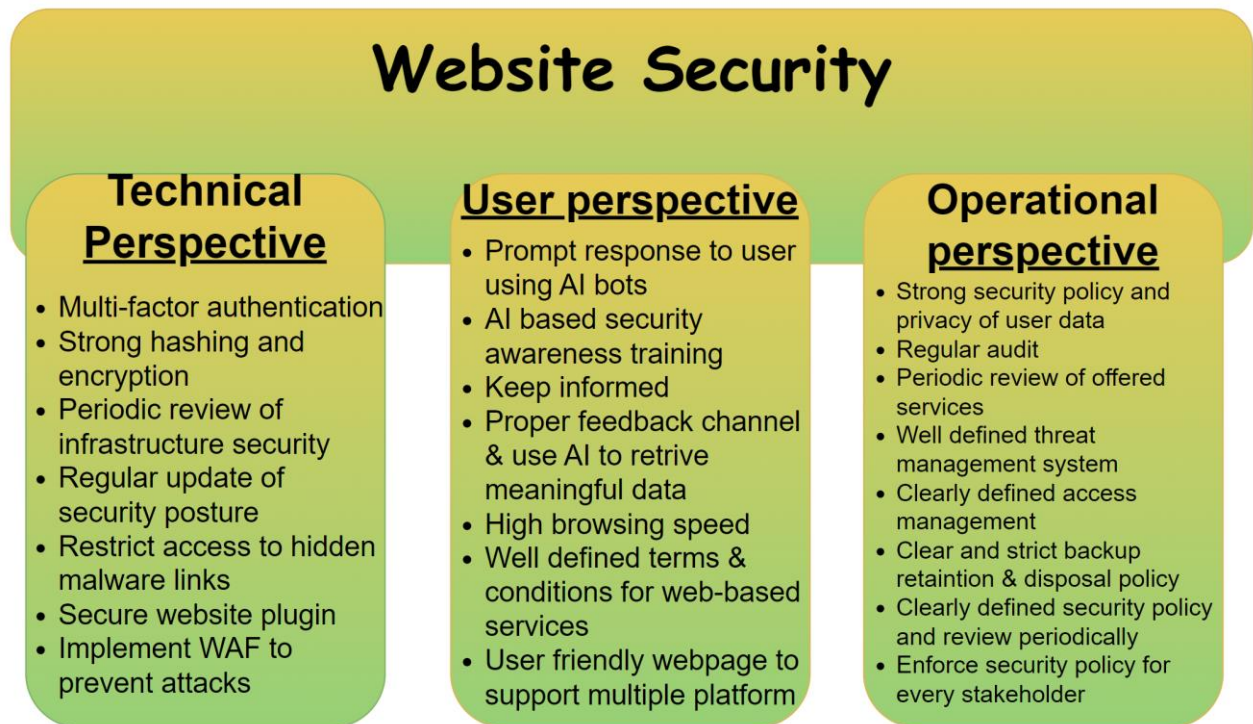 Website Security
Technical
Perspective
• Multi-factor authentication
• Strong hashing and
encryption
• Periodic review of
infrastructure security
• Regular update of
security posture
• Restrict access to hidden
malware links
• Secure website plugin
• Implement WAF to
prevent attacks
User perspective
• Prompt response to user
using AI bots
• AI based security
awareness training
• Keep informed
• Proper feedback channel
& use AI to retrive
meaningful data
• High browsing speed
• Well defined terms &
conditions for web-based
services
• User friendly webpage to
support multiple platform
Operational
perspective
• Strong security policy and
privacy of user data
• Regular audit
• Periodic review of offered
services
• Well defined threat
management system
• Clearly defined access
management
• Clear and strict backup
retaintion & disposal policy
• Clearly defined security policy
and review periodically
• Enforce security policy for
every stakeholder